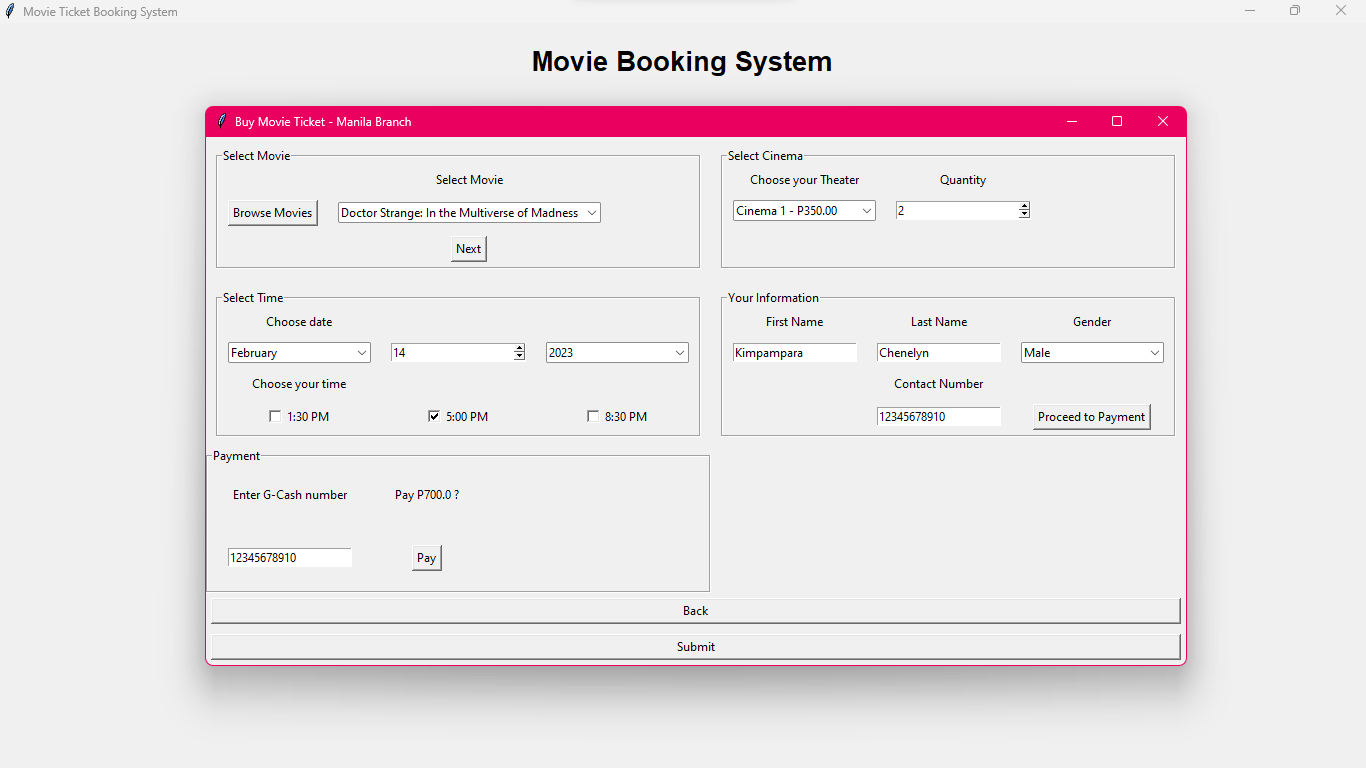 Movie Ticket Booking System
Movie Booking System
Buy Movie Ticket - Manila Branch
Select Movie
Select Movie
Browse Movies
Doctor Strange: In the Multiverse of Madness
Next
Select Cinema
Choose your Theater
Quantity
Cinema 1 - P350.00
2
Select Time
Choose date
February
14
2023
Choose your time
1:30 PM
5:00 PM
8:30 PM
Your Information
First Name
Last Name
Gender
Kimpampara
Chenelyn
Male
Contact Number
12345678910
Proceed to Payment
Payment
Enter G-Cash number
Pay P700.0 ?
12345678910
Pay
Back
Submit